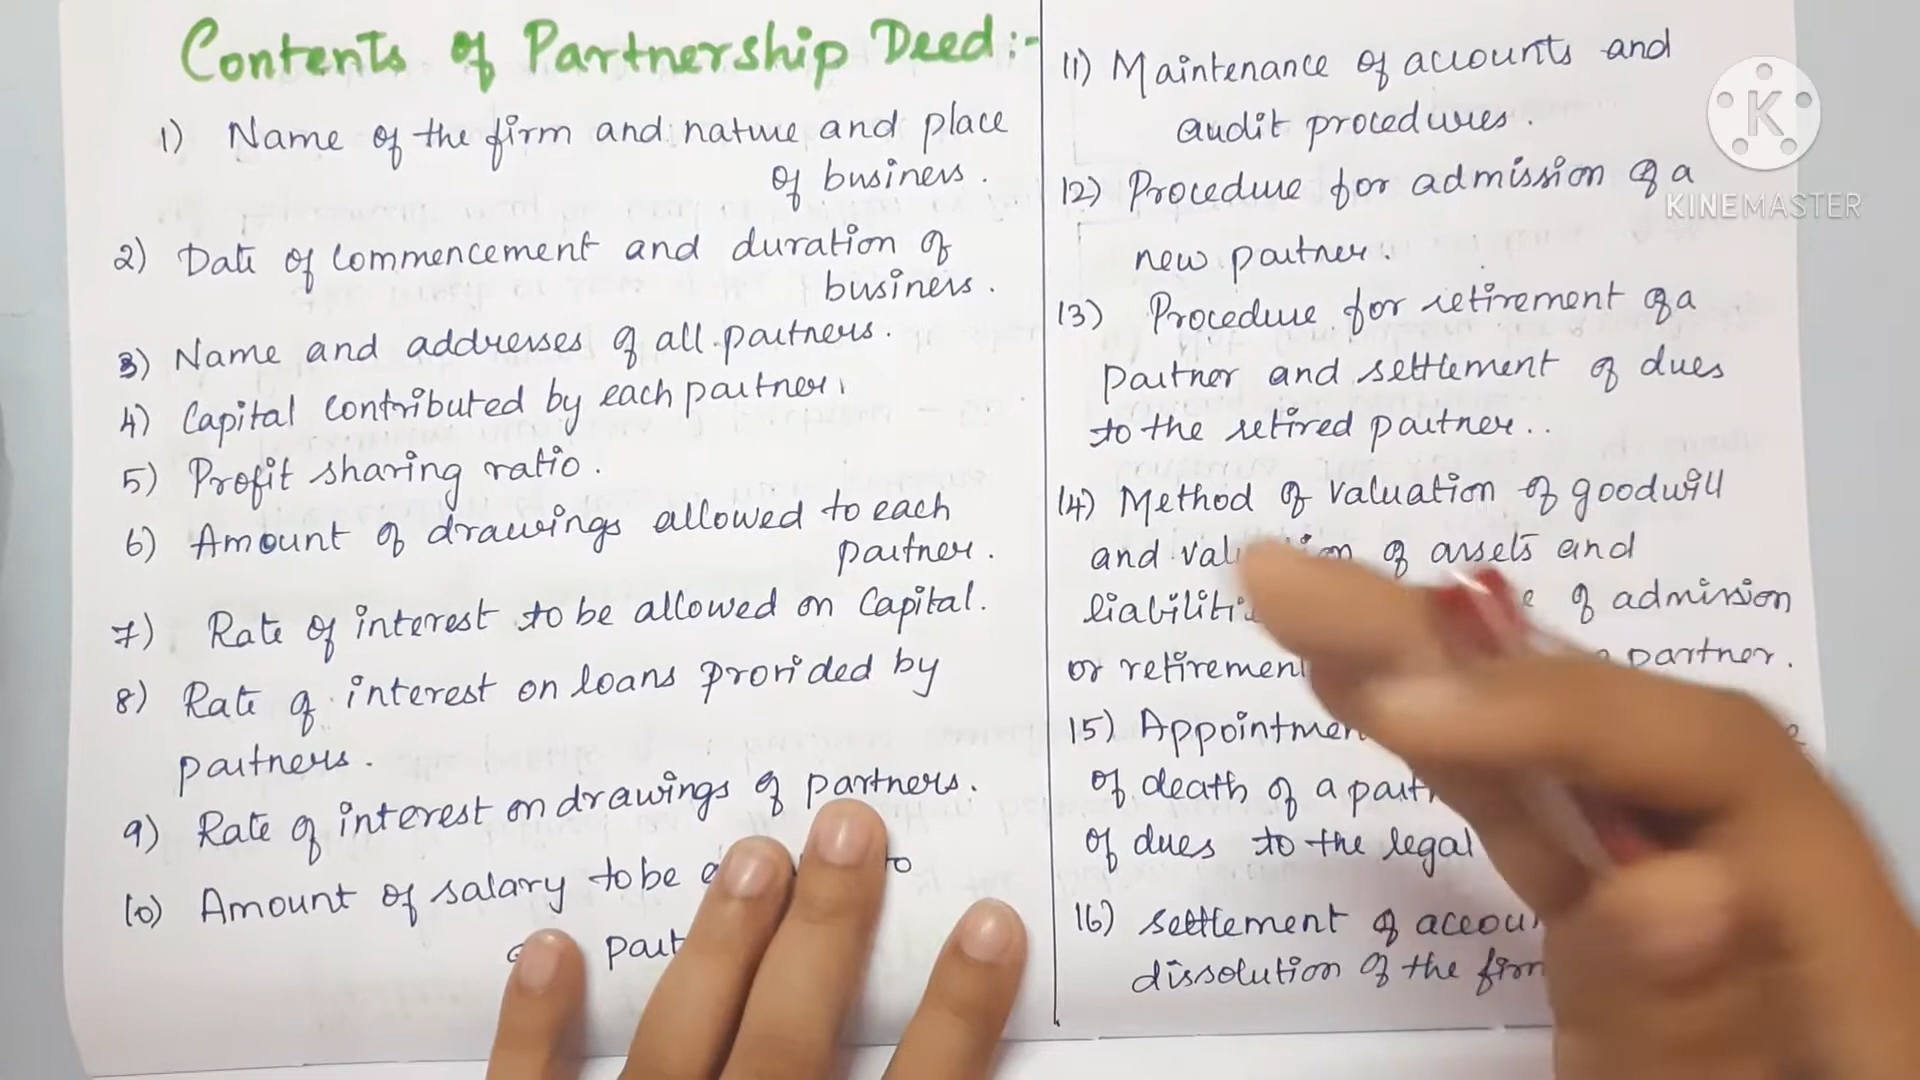 Contents of Partnership Deed:-
1) Name of the firm and nature and place
of business.
2) Date of commencement and duration of
business.
3) Name and addresses of all partners.
4) Capital contributed by each partner.
5) Profit sharing ratio.
6) Amount of drawings allowed to each
partner.
7) Rate of interest to be allowed on Capital.
8) Rate of interest on loans provided by
partners.
9) Rate of interest on drawings of partners.
10) Amount of salary to be to
11) Maintenance of accounts and
audit procedures.
12) Procedure for admission of a
new partner.
13) Procedure for retirement of a
partner and settlement of dues
to the retired partner..
14) Method of valuation of goodwill
and of assets and
of admission
or retirement partner.
15)
of death of a
of dues to the legal
16) settlement of
dissolution of the firm
K
KINEMASTER